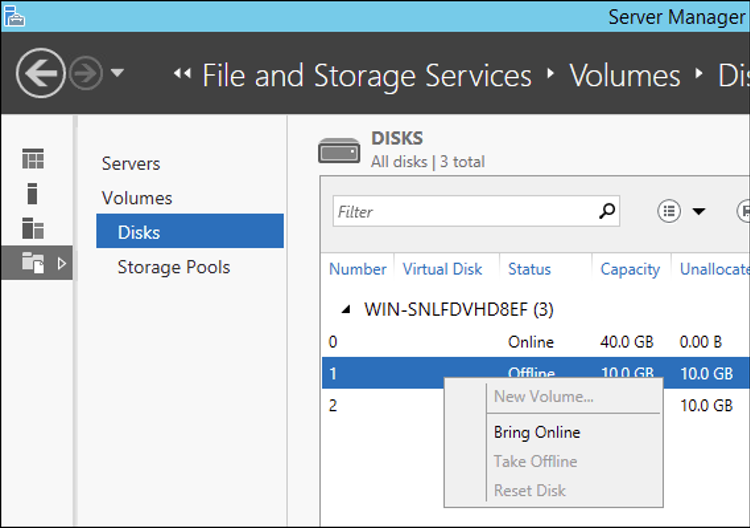 Server Manager
File and Storage Services Volumes
DISKS
All disks | 3 total
Servers
Volumes
Disks
Storage Pools
Filter
Number Virtual Disk Status Capacity
WIN-SNLFDVHD8EF (3)
0 Online 40.0 GB 0.00 B
1 Offline 10.0 GB 10.0 GB
2 10.0 GB
New Volume...
Bring Online
Take Offline
Reset Disk